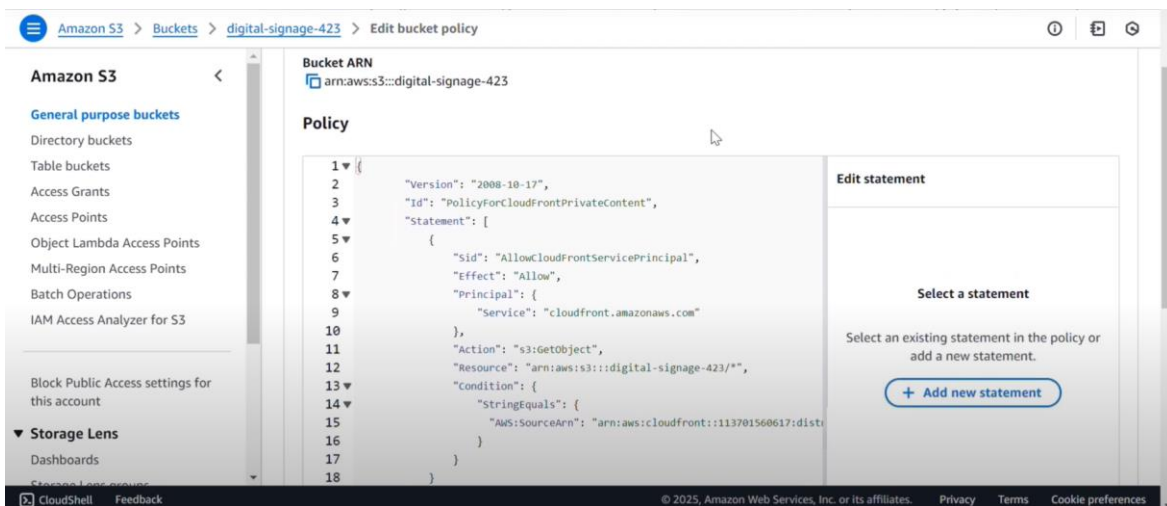 Amazon S3 > Buckets > digital-signage-423 > Edit bucket policy
Amazon S3
General purpose buckets
Directory buckets
Table buckets
Access Grants
Access Points
Object Lambda Access Points
Multi-Region Access Points
Batch Operations
IAM Access Analyzer for S3
Block Public Access settings for
this account
Storage Lens
Dashboards
Storage Lens groups
Bucket ARN
arn:aws:s3:::digital-signage-423
Policy
1 {
2 "Version": "2008-10-17",
3 "Id": "PolicyForCloudFrontPrivateContent",
4 "Statement": [
5 {
6 "Sid": "AllowCloudFrontServicePrincipal",
7 "Effect": "Allow",
8 "Principal": {
9 "Service": "cloudfront.amazonaws.com"
10 },
11 "Action": "s3:GetObject",
12 "Resource": "arn:aws:s3:::digital-signage-423/*",
13 "Condition": {
14 "StringEquals": {
15 "AWS:SourceArn": "arn:aws:cloudfront::113701560617:dist
16 }
17 }
18 }
Edit statement
Select a statement
Select an existing statement in the policy or
add a new statement.
+ Add new statement
CloudShell Feedback © 2025, Amazon Web Services, Inc. or its affiliates. Privacy Terms Cookie preferences